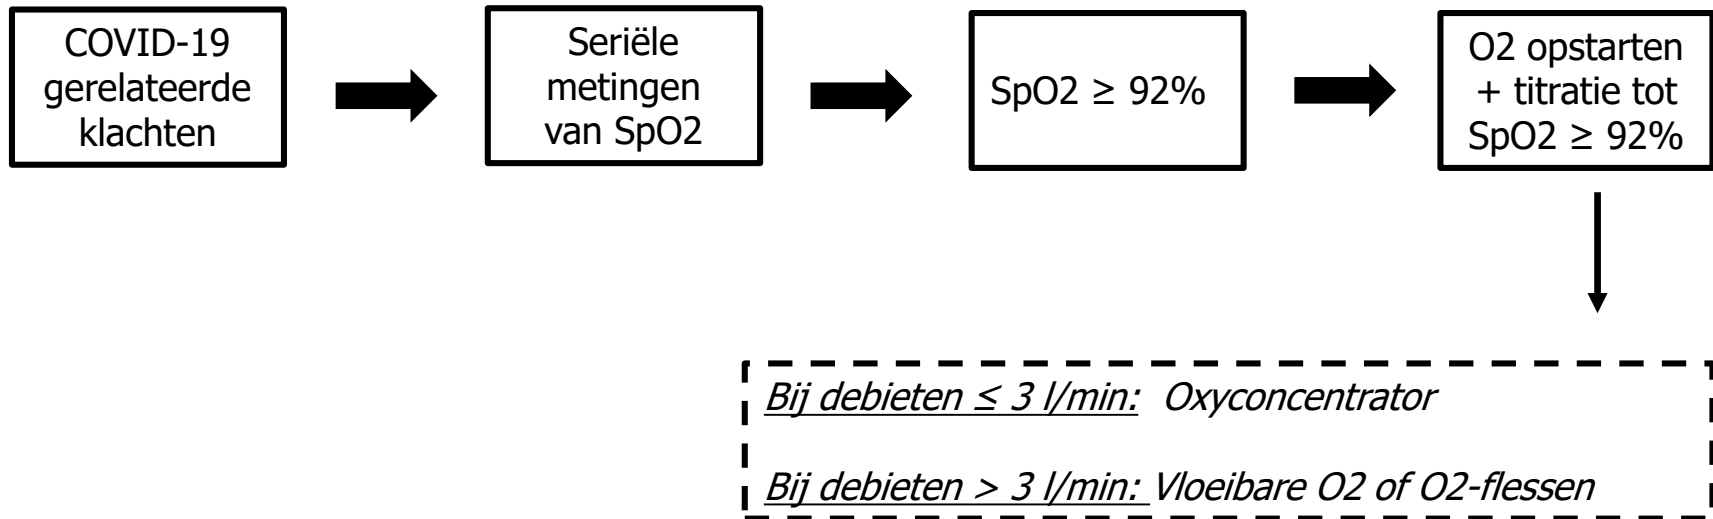 COVID-19
gerelateerde
klachten
Seriële
metingen
van SpO2
SpO2 ≥ 92%
O2 opstarten
+ titratie tot
SpO2 ≥ 92%
Bij debieten ≤ 3 l/min: Oxyconcentrator
Bij debieten > 3 l/min: Vloeibare O2 of O2-flessen